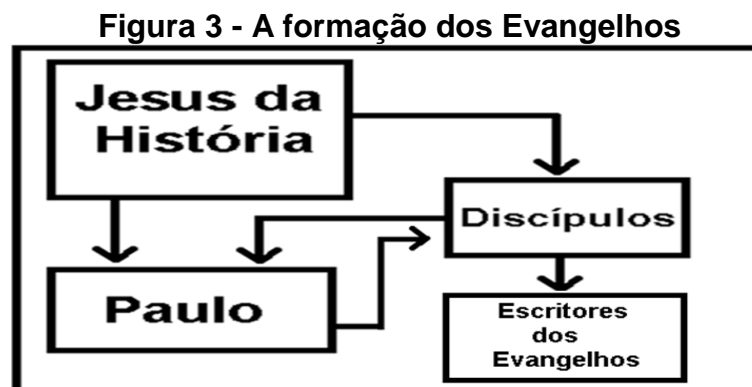 Figura 3 - A formação dos Evangelhos
Jesus da
História
Discípulos
Paulo
Escritores
dos
Evangelhos